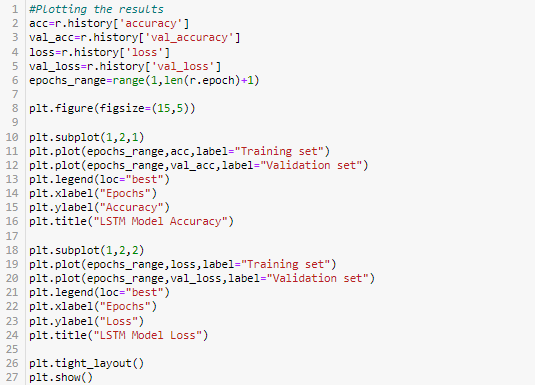 1 #Plotting the results
2 acc=r.history['accuracy']
3 val_acc=r.history['val_accuracy']
4 loss=r.history['loss']
5 val_loss=r.history['val_loss']
6 epochs_range=range(1,len(r.epoch)+1)
7
8 plt.figure(figsize=(15,5))
9
10 plt.subplot(1,2,1)
11 plt.plot(epochs_range,acc,label="Training set")
12 plt.plot(epochs_range,val_acc,label="Validation set")
13 plt.legend(loc="best")
14 plt.xlabel("Epochs")
15 plt.ylabel("Accuracy")
16 plt.title("LSTM Model Accuracy")
17
18 plt.subplot(1,2,2)
19 plt.plot(epochs_range,loss,label="Training set")
20 plt.plot(epochs_range,val_loss,label="Validation set")
21 plt.legend(loc="best")
22 plt.xlabel("Epochs")
23 plt.ylabel("Loss")
24 plt.title("LSTM Model Loss")
25
26 plt.tight_layout()
27 plt.show()